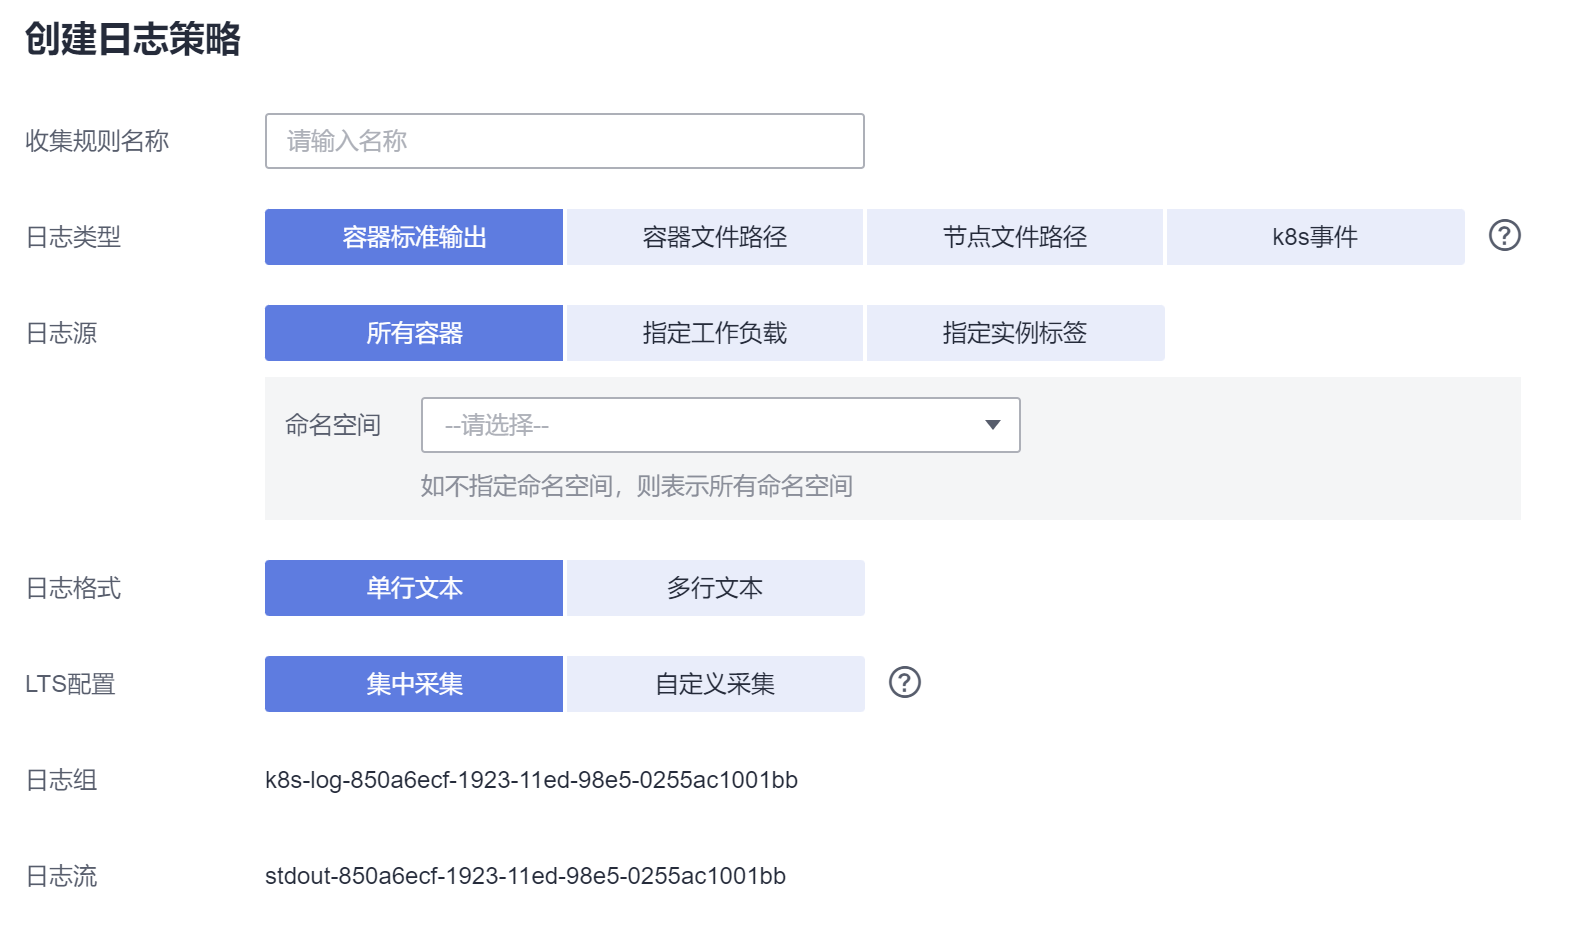 创建日志策略
收集规则名称 请输入名称
日志类型 容器标准输出 容器文件路径 节点文件路径 k8s事件 ?
日志源 所有容器 指定工作负载 指定实例标签
命名空间 --请选择--
如不指定命名空间，则表示所有命名空间
日志格式 单行文本 多行文本
LTS配置 集中采集 自定义采集 ?
日志组 k8s-log-850a6ecf-1923-11ed-98e5-0255ac1001bb
日志流 stdout-850a6ecf-1923-11ed-98e5-0255ac1001bb